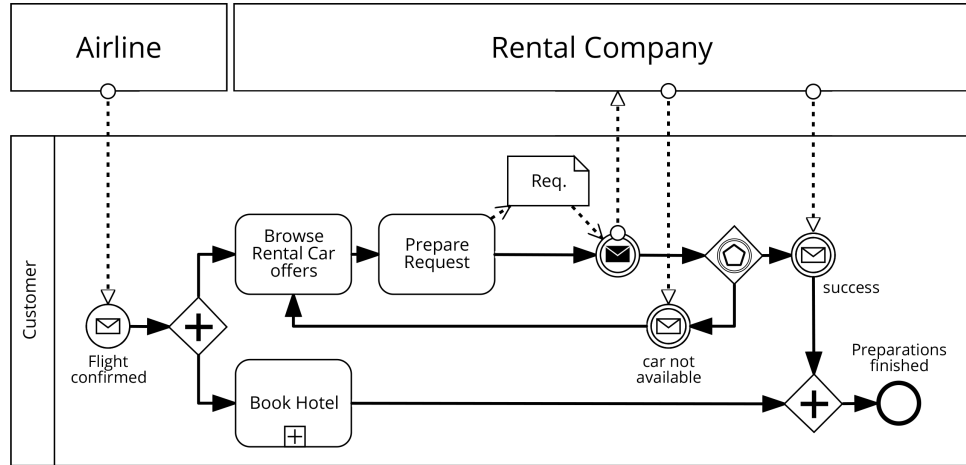 Airline
Rental Company
Customer
Req.
Browse
Rental Car
offers
Prepare
Request
success
Flight
confirmed
car not
available
Preparations
finished
Book Hotel